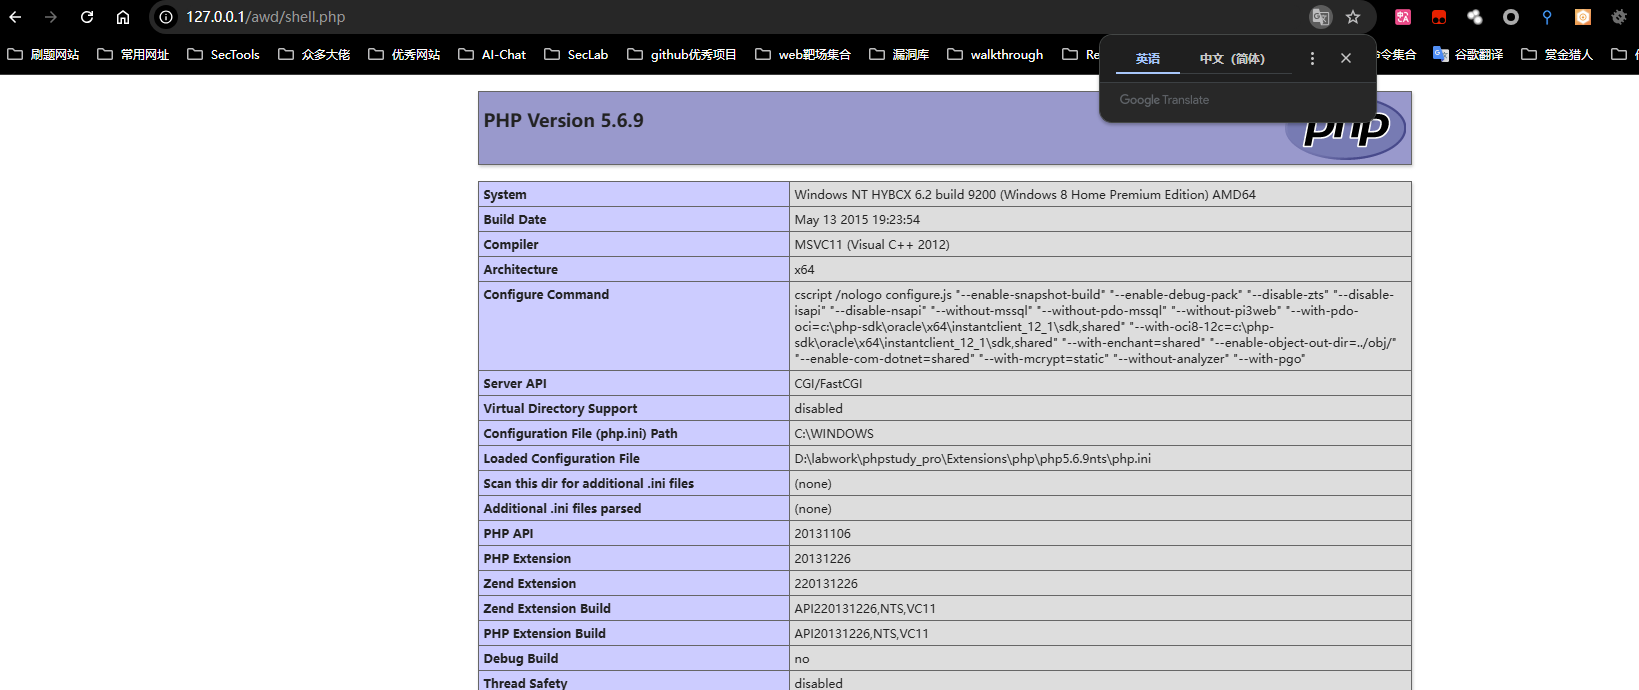 127.0.0.1/awd/shell.php
刷题网站 常用网址 SecTools 众多大佬 优秀网站 AI-Chat SecLab github优秀项目 web靶场集合 漏洞库 walkthrough Re 令集合 谷歌翻译 赏金猎人
英语 中文（简体）
Google Translate
PHP Version 5.6.9
php
System Windows NT HYBCX 6.2 build 9200 (Windows 8 Home Premium Edition) AMD64
Build Date May 13 2015 19:23:54
Compiler MSVC11 (Visual C++ 2012)
Architecture x64
Configure Command cscript /nologo configure.js "--enable-snapshot-build" "--enable-debug-pack" "--disable-zts" "--disable-
isapi" "--disable-nsapi" "--without-mssql" "--without-pdo-mssql" "--without-pi3web" "--with-pdo-
oci=c:\php-sdk\oracle\x64\instantclient_12_1\sdk,shared" "--with-oci8-12c=c:\php-
sdk\oracle\x64\instantclient_12_1\sdk,shared" "--with-enchant=shared" "--enable-object-out-dir=../obj/"
"--enable-com-dotnet=shared" "--with-mcrypt=static" "--without-analyzer" "--with-pgo"
Server API CGI/FastCGI
Virtual Directory Support disabled
Configuration File (php.ini) Path C:\WINDOWS
Loaded Configuration File D:\labwork\phpstudy_pro\Extensions\php\php5.6.9nts\php.ini
Scan this dir for additional .ini files (none)
Additional .ini files parsed (none)
PHP API 20131106
PHP Extension 20131226
Zend Extension 220131226
Zend Extension Build API220131226,NTS,VC11
PHP Extension Build API20131226,NTS,VC11
Debug Build no
Thread Safety disabled